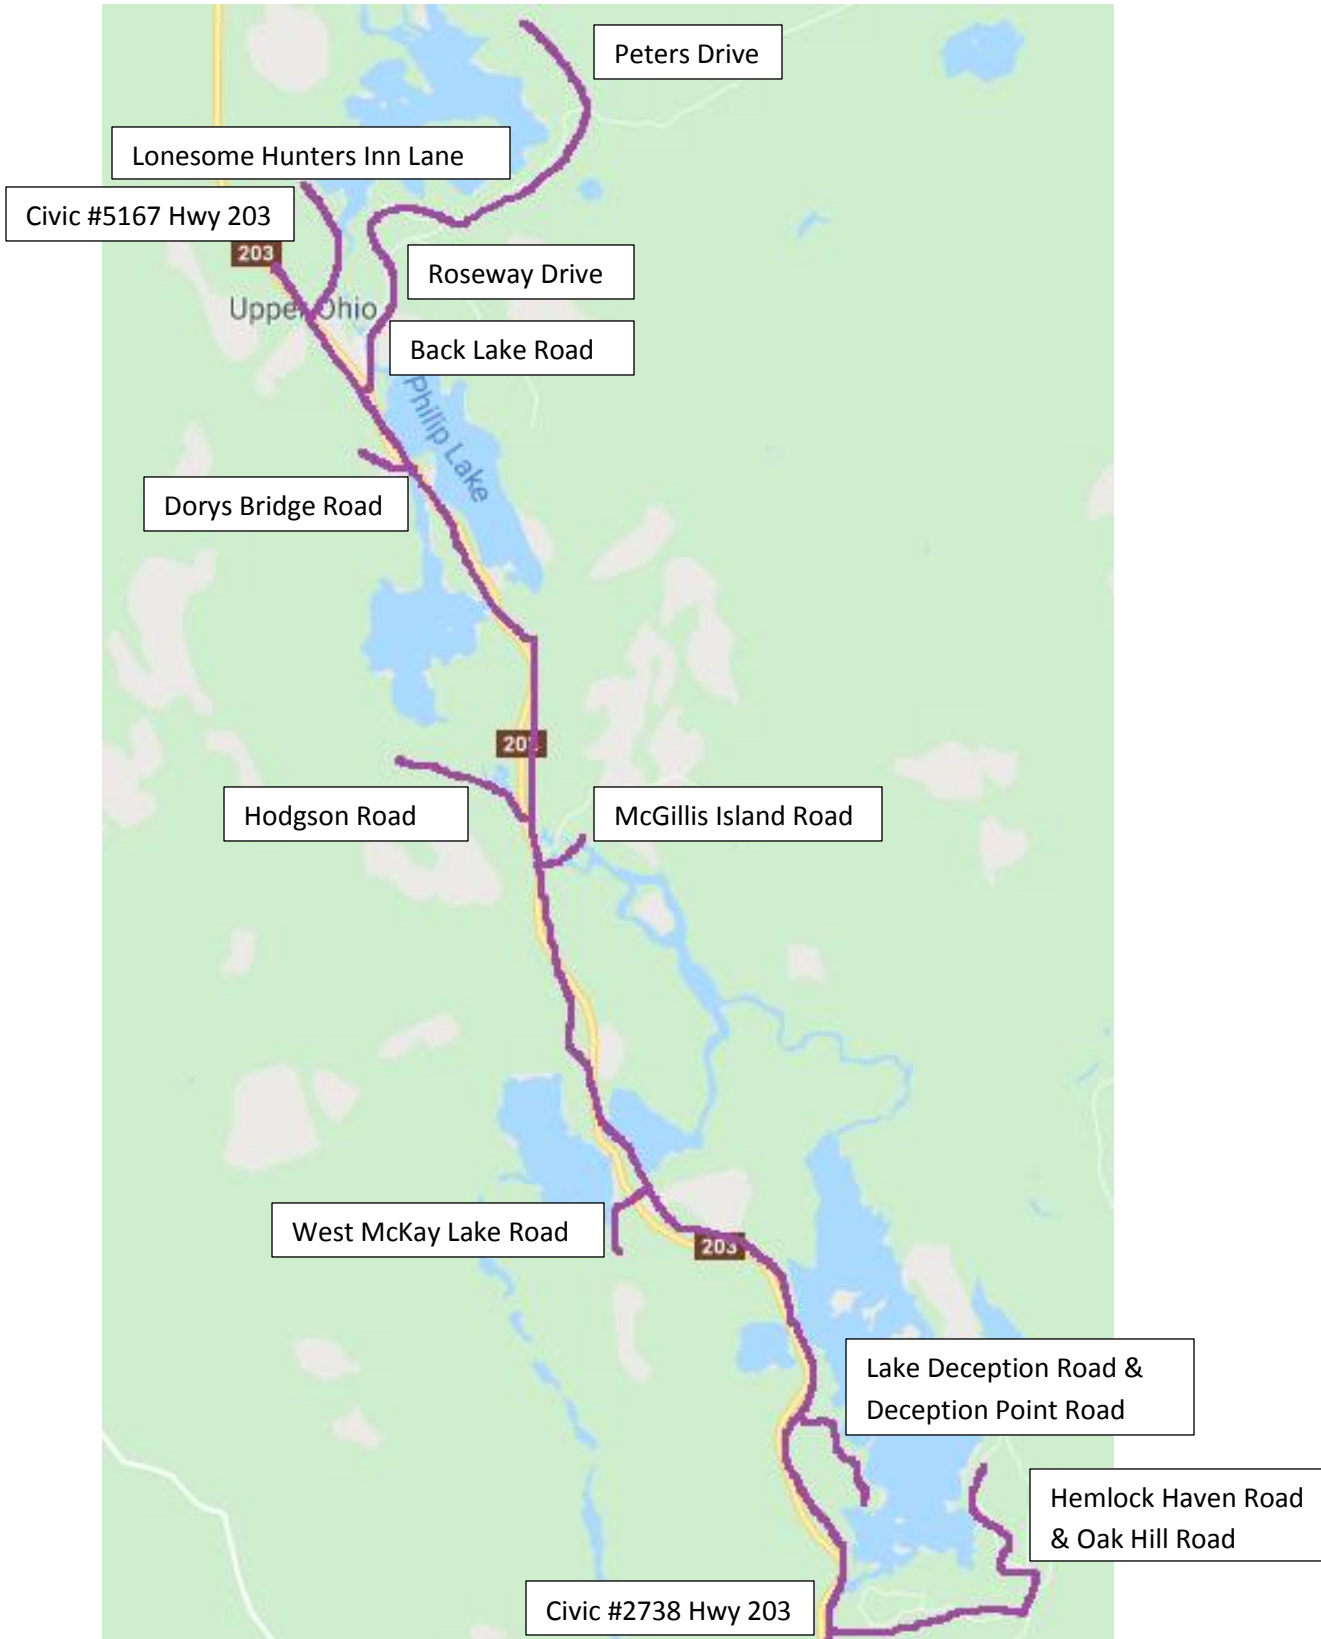 Peters Drive
Lonesome Hunters Inn Lane
Civic #5167 Hwy 203
203
Roseway Drive
Upper Ohio
Back Lake Road
Philip Lake
Dorys Bridge Road
Hodgson Road
McGillis Island Road
West McKay Lake Road
203
Lake Deception Road &
Deception Point Road
Hemlock Haven Road
& Oak Hill Road
Civic #2738 Hwy 203